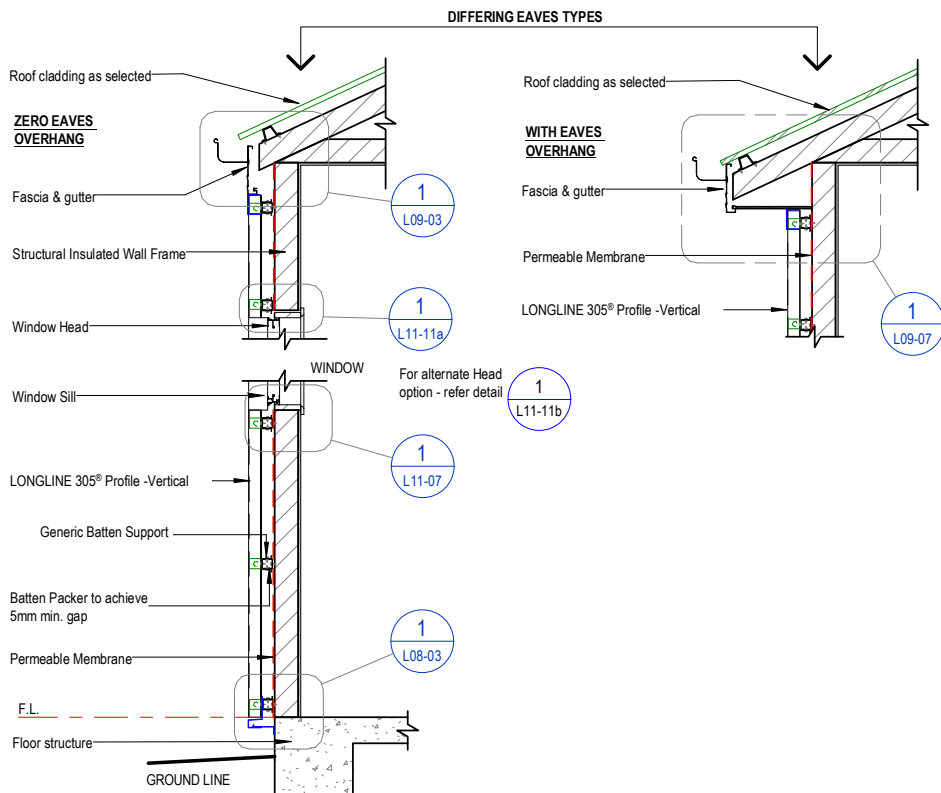 DIFFERING EAVES TYPES
Roof cladding as selected
ZERO EAVES
OVERHANG
Fascia & gutter
1
L09-03
Structural Insulated Wall Frame
1
L11-11a
Window Head
WINDOW
Window Sill
For alternate Head
option - refer detail
1
L11-11b
1
L11-07
LONGLINE 305® Profile -Vertical
Generic Batten Support
Batten Packer to achieve
5mm min. gap
1
L08-03
Permeable Membrane
F.L.
Floor structure
GROUND LINE
Roof cladding as selected
WITH EAVES
OVERHANG
Fascia & gutter
Permeable Membrane
LONGLINE 305® Profile -Vertical
1
L09-07